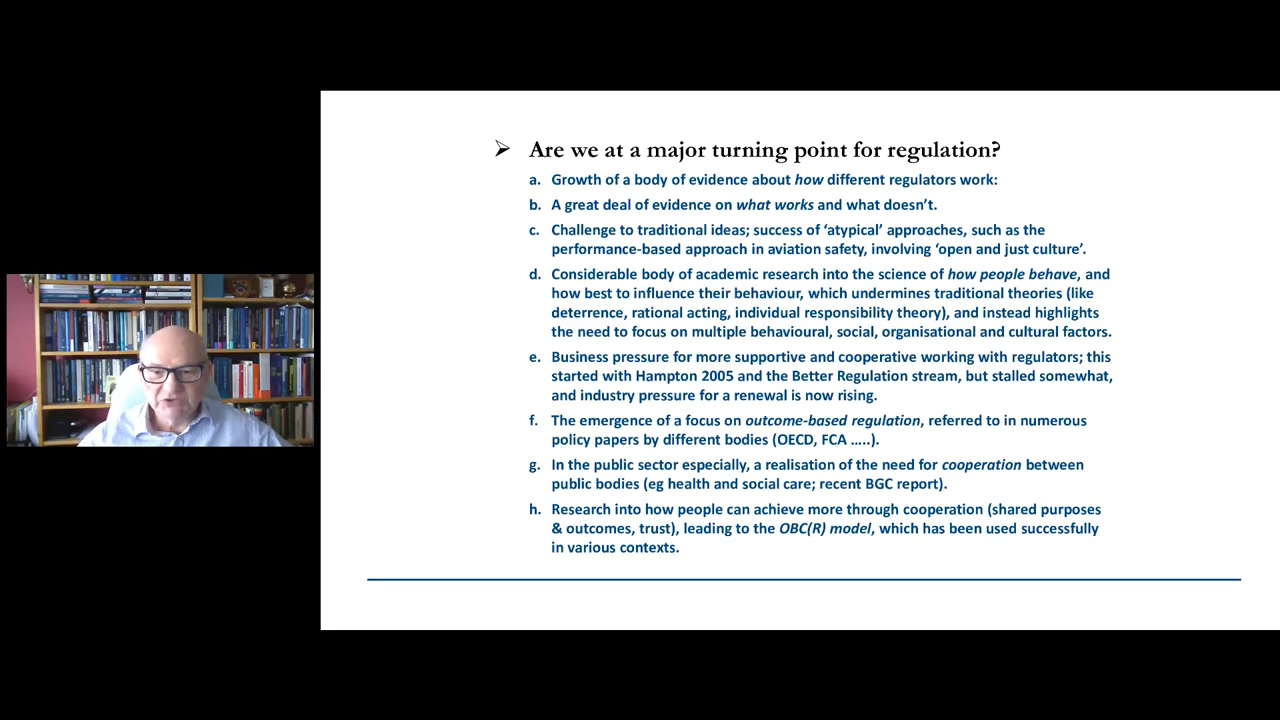 ➢ Are we at a major turning point for regulation?
a. Growth of a body of evidence about how different regulators work:
b. A great deal of evidence on what works and what doesn’t.
c. Challenge to traditional ideas; success of ‘atypical’ approaches, such as the
performance-based approach in aviation safety, involving ‘open and just culture’.
d. Considerable body of academic research into the science of how people behave, and
how best to influence their behaviour, which undermines traditional theories (like
deterrence, rational acting, individual responsibility theory), and instead highlights
the need to focus on multiple behavioural, social, organisational and cultural factors.
e. Business pressure for more supportive and cooperative working with regulators; this
started with Hampton 2005 and the Better Regulation stream, but stalled somewhat,
and industry pressure for a renewal is now rising.
f. The emergence of a focus on outcome-based regulation, referred to in numerous
policy papers by different bodies (OECD, FCA …..).
g. In the public sector especially, a realisation of the need for cooperation between
public bodies (eg health and social care; recent BGC report).
h. Research into how people can achieve more through cooperation (shared purposes
& outcomes, trust), leading to the OBC(R) model, which has been used successfully
in various contexts.